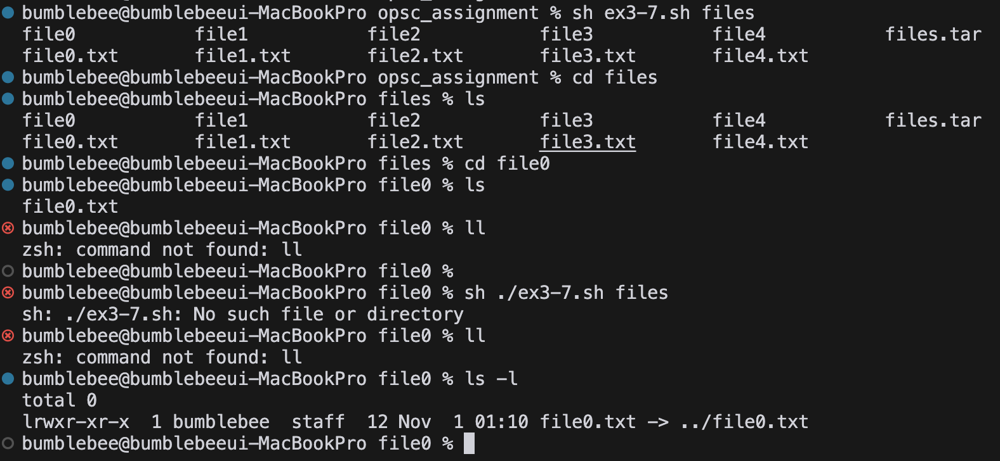 bumblebee@bumblebeeui-MacBookPro opsc_assignment % sh ex3-7.sh files
file0 file1 file2 file3 file4 files.tar
file0.txt file1.txt file2.txt file3.txt file4.txt
bumblebee@bumblebeeui-MacBookPro opsc_assignment % cd files
bumblebee@bumblebeeui-MacBookPro files % ls
file0 file1 file2 file3 file4 files.tar
file0.txt file1.txt file2.txt file3.txt file4.txt
bumblebee@bumblebeeui-MacBookPro files % cd file0
bumblebee@bumblebeeui-MacBookPro file0 % ls
file0.txt
bumblebee@bumblebeeui-MacBookPro file0 % ll
zsh: command not found: ll
bumblebee@bumblebeeui-MacBookPro file0 %
bumblebee@bumblebeeui-MacBookPro file0 % sh ./ex3-7.sh files
sh: ./ex3-7.sh: No such file or directory
bumblebee@bumblebeeui-MacBookPro file0 % ll
zsh: command not found: ll
bumblebee@bumblebeeui-MacBookPro file0 % ls -l
total 0
lrwxr-xr-x 1 bumblebee staff 12 Nov 1 01:10 file0.txt -> ../file0.txt
bumblebee@bumblebeeui-MacBookPro file0 %